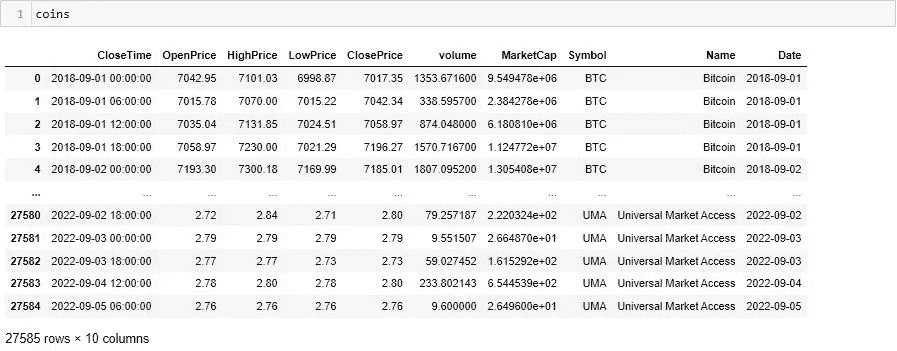 1 coins
CloseTime OpenPrice HighPrice LowPrice ClosePrice volume MarketCap Symbol Name Date
0 2018-09-01 00:00:00 7042.95 7101.03 6998.87 7017.35 1353.671600 9.549478e+06 BTC Bitcoin 2018-09-01
1 2018-09-01 06:00:00 7015.78 7070.00 7015.22 7042.34 338.595700 2.384278e+06 BTC Bitcoin 2018-09-01
2 2018-09-01 12:00:00 7035.04 7131.85 7024.51 7058.97 874.048000 6.180810e+06 BTC Bitcoin 2018-09-01
3 2018-09-01 18:00:00 7058.97 7230.00 7021.29 7196.27 1570.716700 1.124772e+07 BTC Bitcoin 2018-09-01
4 2018-09-02 00:00:00 7193.30 7300.18 7169.99 7185.01 1807.095200 1.305408e+07 BTC Bitcoin 2018-09-02
... ... ... ... ... ... ... ... ... ... ...
27580 2022-09-02 18:00:00 2.72 2.84 2.71 2.80 79.257187 2.220324e+02 UMA Universal Market Access 2022-09-02
27581 2022-09-03 00:00:00 2.79 2.79 2.79 2.79 9.551507 2.664870e+01 UMA Universal Market Access 2022-09-03
27582 2022-09-03 18:00:00 2.77 2.77 2.73 2.73 59.027452 1.615292e+02 UMA Universal Market Access 2022-09-03
27583 2022-09-04 12:00:00 2.78 2.80 2.78 2.80 233.802143 6.544539e+02 UMA Universal Market Access 2022-09-04
27584 2022-09-05 06:00:00 2.76 2.76 2.76 2.76 9.600000 2.649600e+01 UMA Universal Market Access 2022-09-05
27585 rows × 10 columns